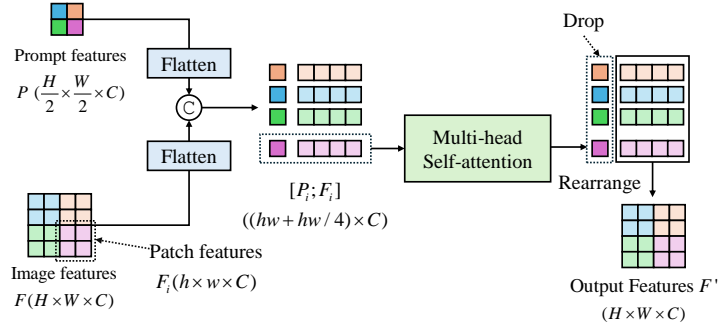 Prompt features
P (H/2 × W/2 × C)
Flatten
C
Flatten
Image features
F(H×W×C)
Patch features
F_i(h×w×C)
[P_i;F_i]
((hw+hw/4)×C)
Multi-head
Self-attention
Drop
Rearrange
Output Features F'
(H×W×C)